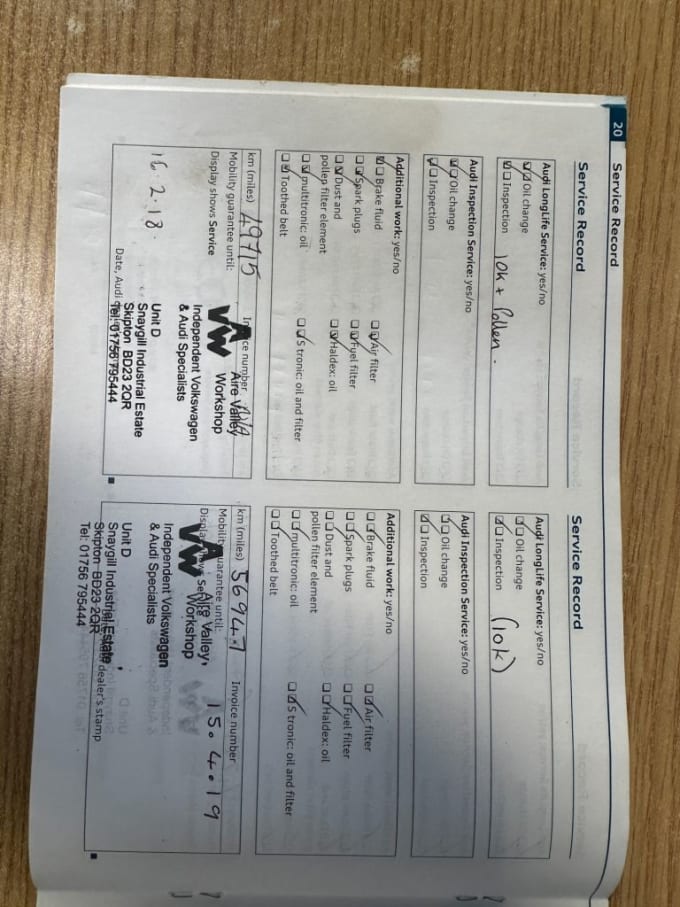 20 Service Record
Service Record
Audi LongLife Service: yes/no
Oil change
Inspection 10k + Pollen.
Audi Inspection Service: yes/no
Oil change
Inspection
Additional work: yes/no
Brake fluid Air filter
Spark plugs Fuel filter
Dust and Haldex: oil
pollen filter element
multitronic: oil S tronic: oil and filter
Toothed belt
km (miles) 49715 Invoice number N/A
Mobility guarantee until:
Display shows Service
16.2.18.
Aire Valley
Workshop
Independent Volkswagen
& Audi Specialists
Unit D
Snaygill Industrial Estate
Skipton BD23 2QR
Tel: 01756 795444
Date, Audi
Service Record
Audi LongLife Service: yes/no
Oil change
Inspection (10k)
Audi Inspection Service: yes/no
Oil change
Inspection
Additional work: yes/no
Brake fluid Air filter
Spark plugs Fuel filter
Dust and Haldex: oil
pollen filter element
multitronic: oil S tronic: oil and filter
Toothed belt
km (miles) 56947 Invoice number
Mobility guarantee until:
Display shows Service
15.4.19
Aire Valley
Workshop
Independent Volkswagen
& Audi Specialists
Unit D
Snaygill Industrial Estate
Skipton BD23 2QR
dealer's stamp
Tel: 01756 795444